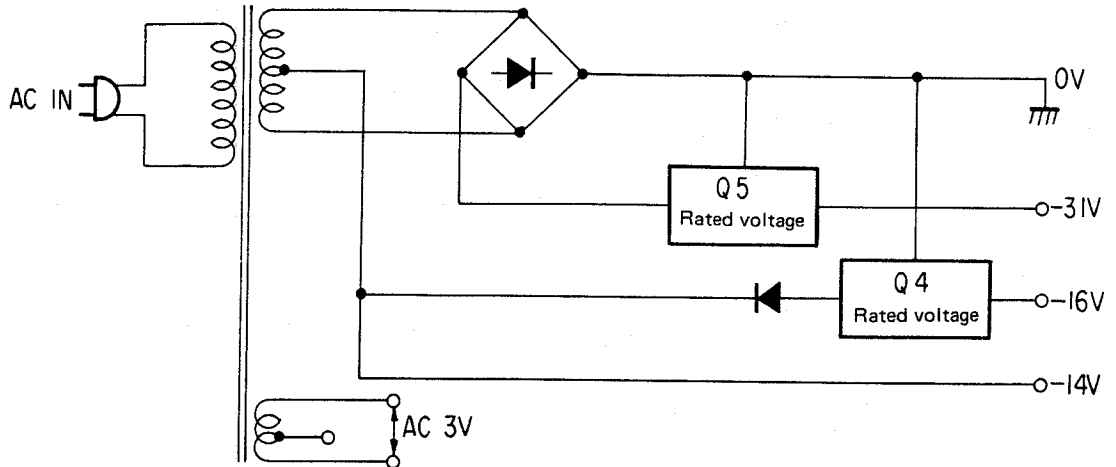 AC IN
0V
Q5
Rated voltage
-31V
Q4
Rated voltage
-16V
-14V
AC 3V